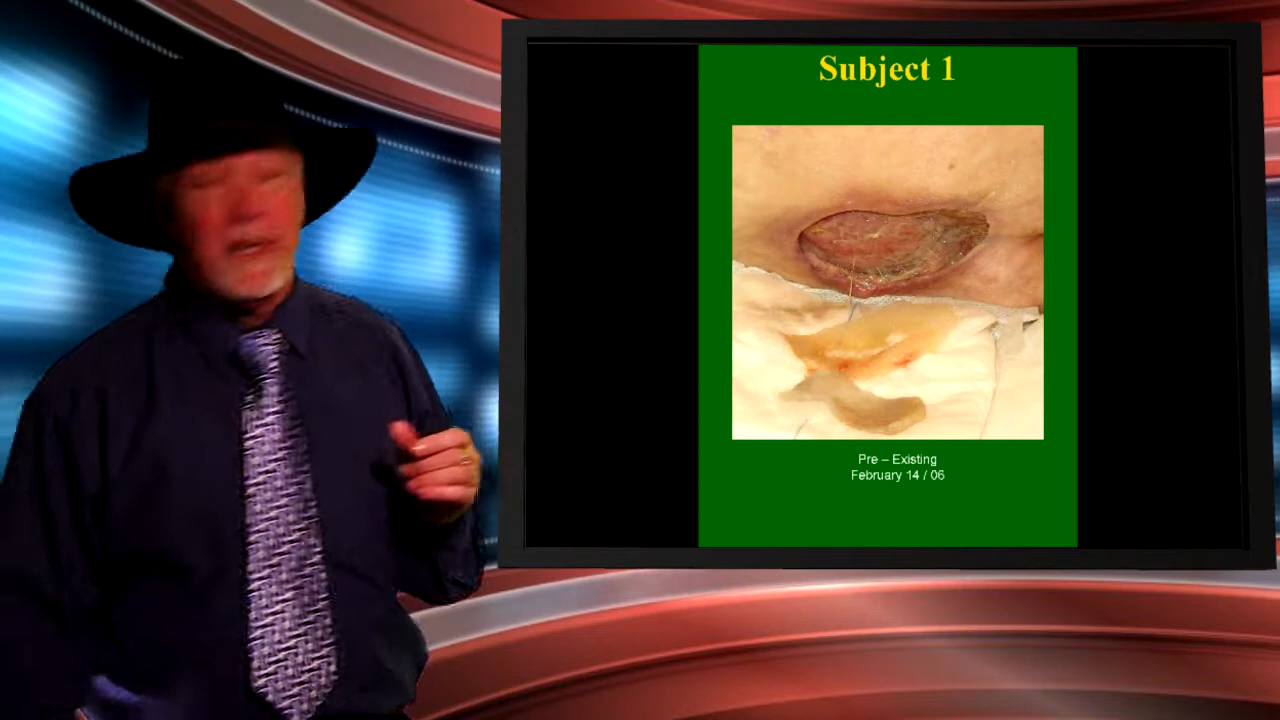 Subject 1
Pre – Existing
February 14 / 06